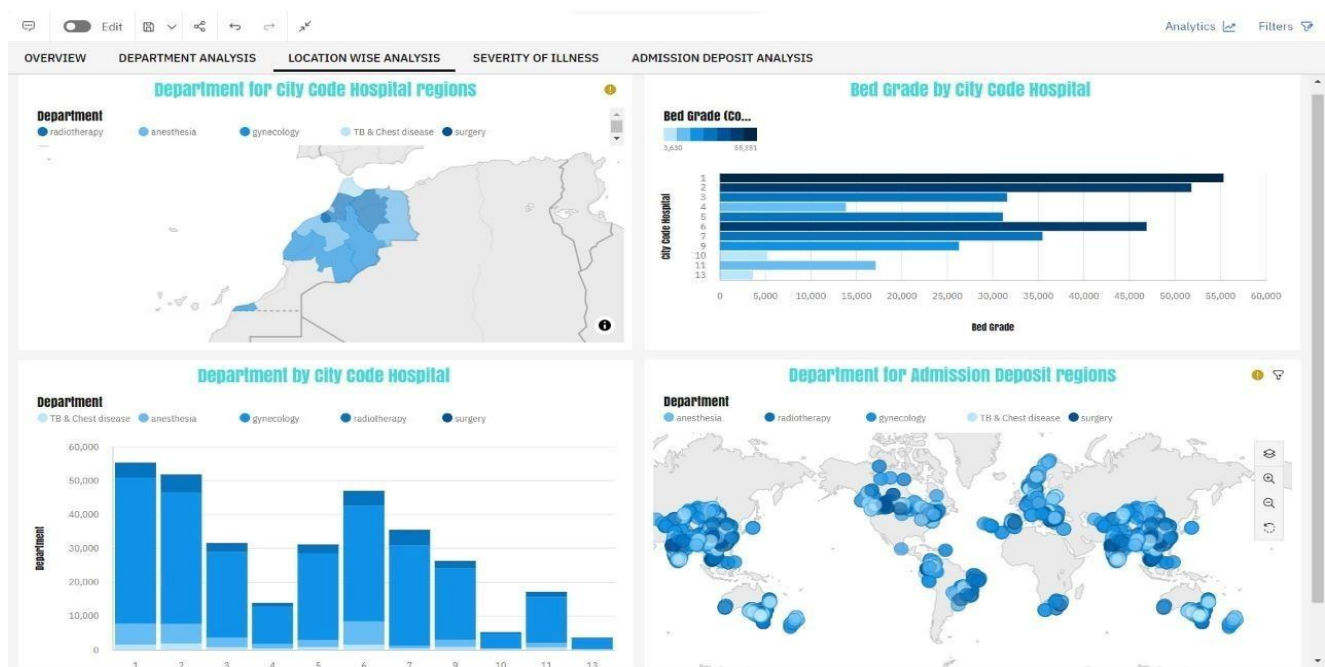 Edit
Analytics
Filters
OVERVIEW DEPARTMENT ANALYSIS LOCATION WISE ANALYSIS SEVERITY OF ILLNESS ADMISSION DEPOSIT ANALYSIS
Department for City Code Hospital regions
Department
radiotherapy anesthesia gynecology TB & Chest disease surgery
Bed Grade by City Code Hospital
Bed Grade (Co...
3,630 55,351
City Code Hospital
1
2
3
4
5
6
7
9
10
11
13
0 5,000 10,000 15,000 20,000 25,000 30,000 35,000 40,000 45,000 50,000 55,000 60,000
Bed Grade
Department by City Code Hospital
Department
TB & Chest disease anesthesia gynecology radiotherapy surgery
Department
60,000
50,000
40,000
30,000
20,000
10,000
0
1 2 3 4 5 6 7 9 10 11 13
Department for Admission Deposit regions
Department
anesthesia radiotherapy gynecology TB & Chest disease surgery